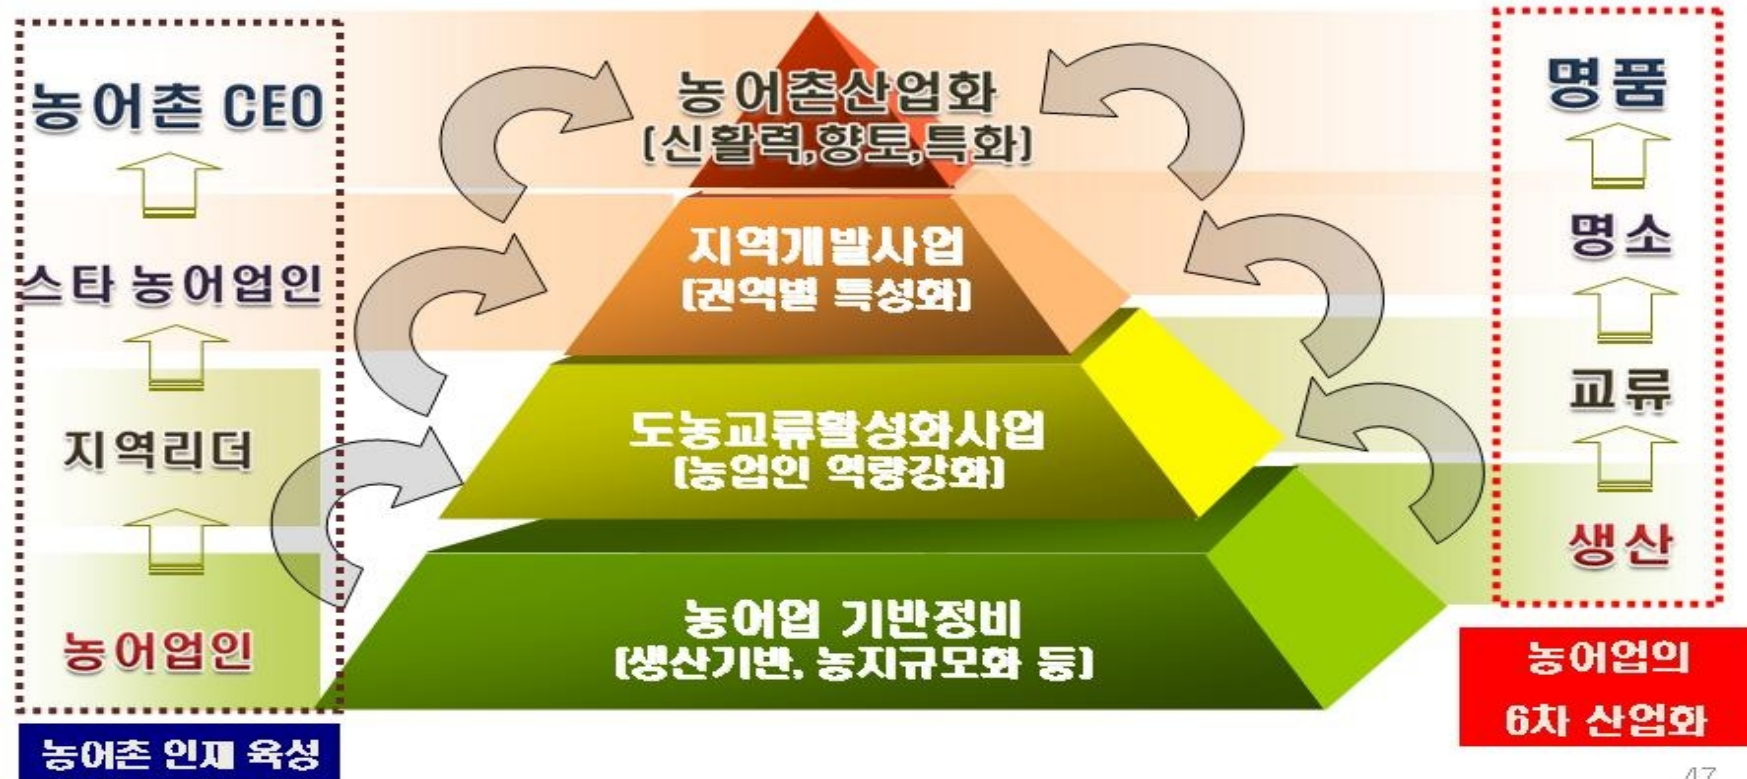 농어촌 CEO
스타 농어업인
지역리더
농어업인
농어촌 인재 육성
농어촌산업화
(신활력,향토,특화)
지역개발사업
(권역별 특성화)
도농교류활성화사업
(농업인 역량강화)
농어업 기반정비
(생산기반, 농지규모화 등)
명품
명소
교류
생산
농어업의
6차 산업화
47